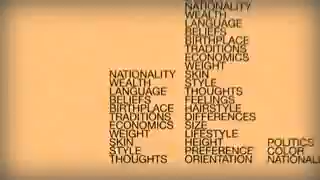 NATIONALITY
WEALTH
LANGUAGE
BELIEFS
BIRTHPLACE
TRADITIONS
ECONOMICS
WEIGHT
SKIN
STYLE
THOUGHTS
NATIONALITY
WEALTH
LANGUAGE
BELIEFS
BIRTHPLACE
TRADITIONS
ECONOMICS
WEIGHT
SKIN
STYLE
THOUGHTS
FEELINGS
HAIRSTYLE
DIFFERENCES
SIZE
LIFESTYLE
HEIGHT
PREFERENCE
ORIENTATION
POLITICS
COLOR
NATIONALI